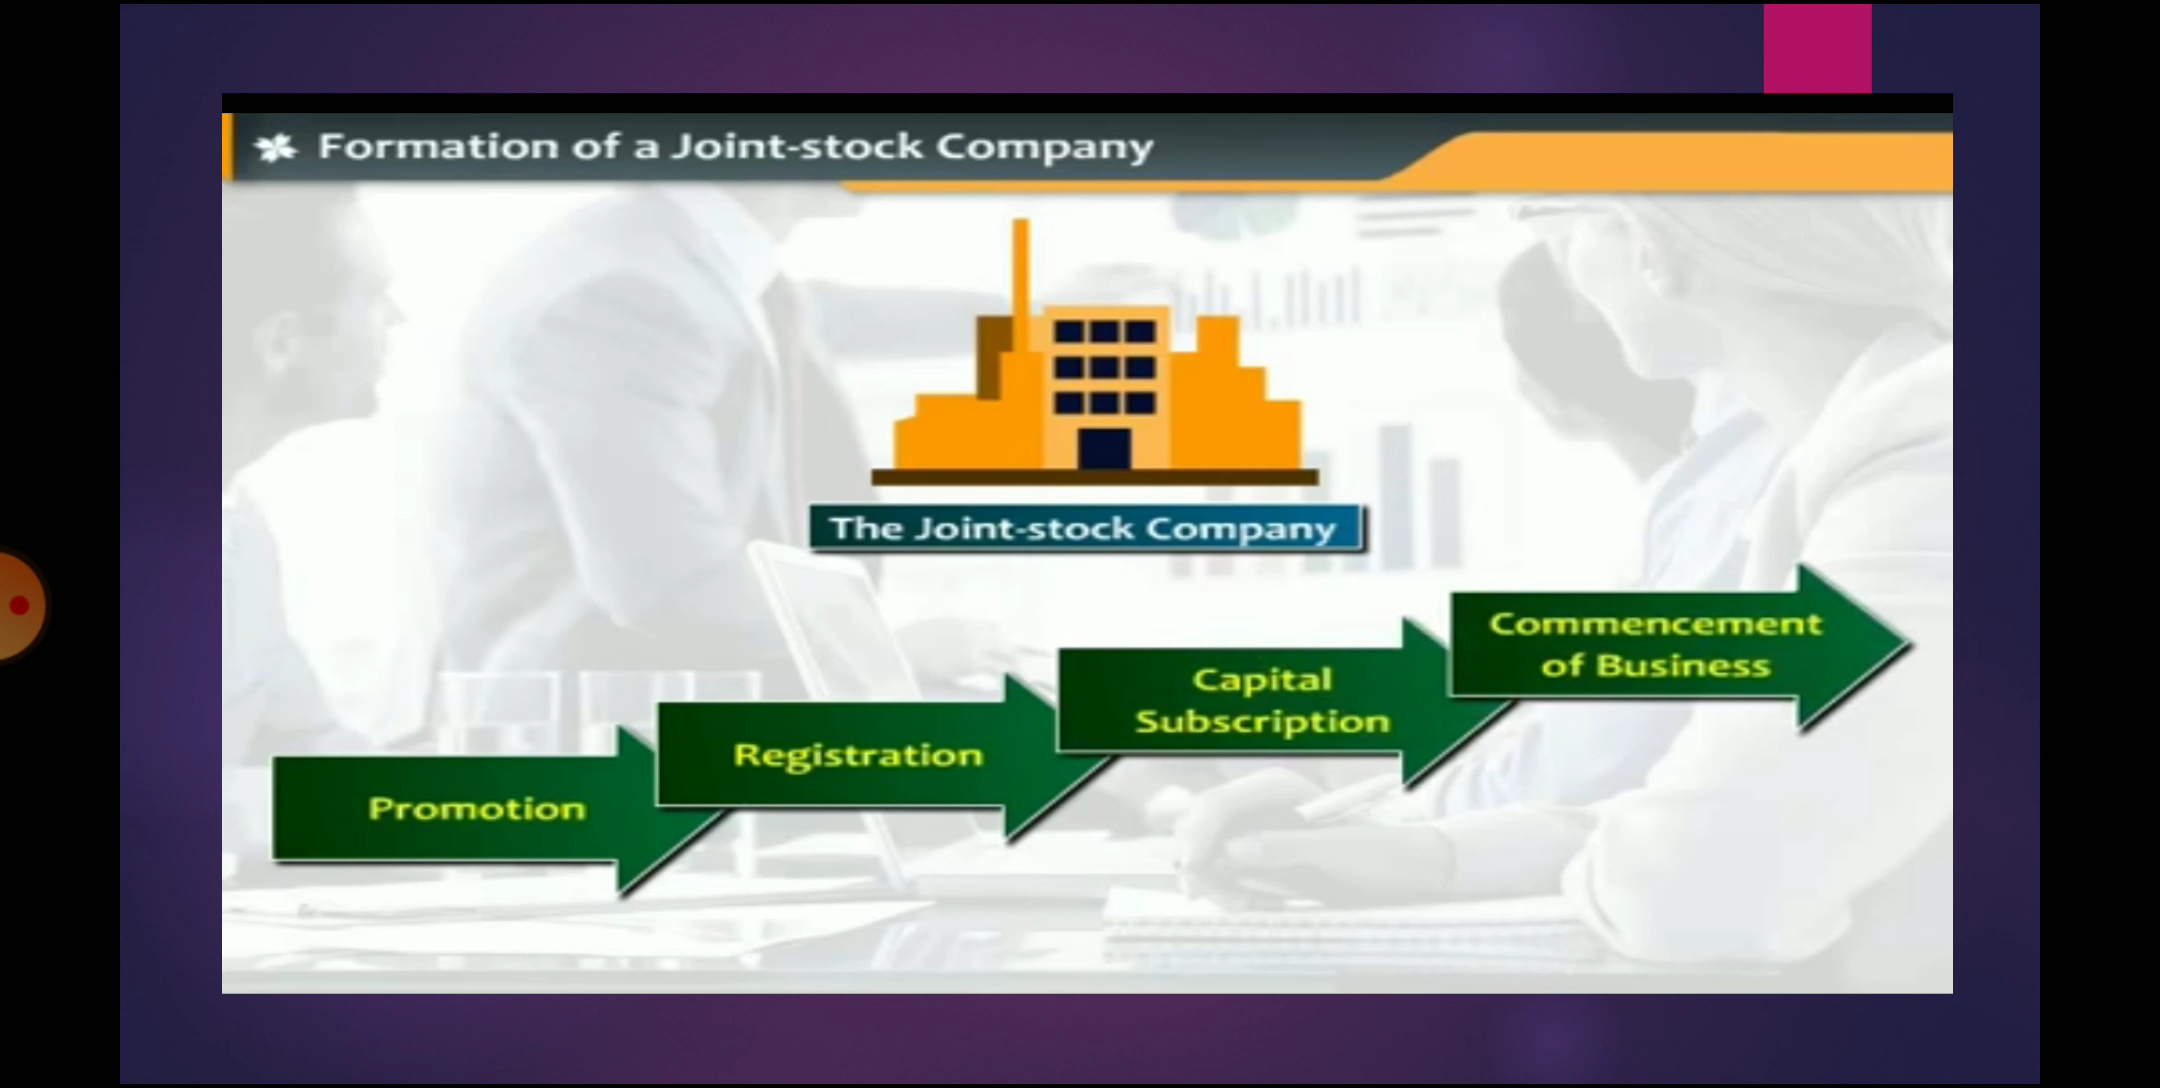 Formation of a Joint-stock Company
The Joint-stock Company
Promotion
Registration
Capital
Subscription
Commencement
of Business